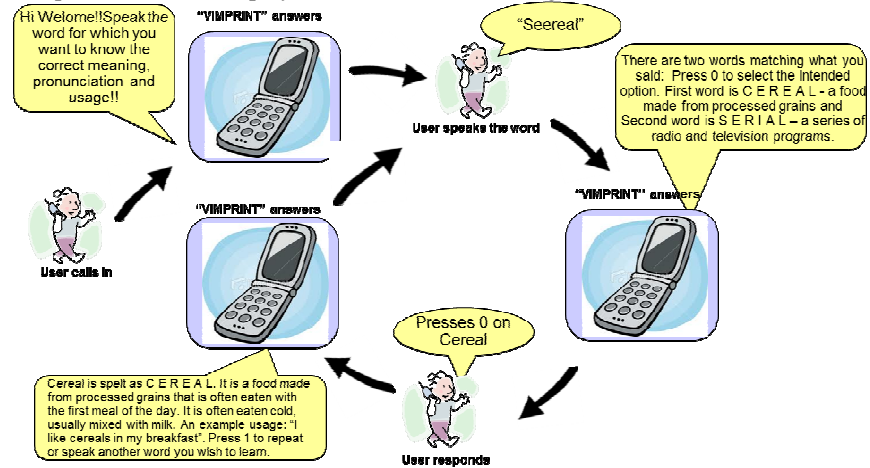 Hi Welome!!Speak the
word for which you
want to know the
correct meaning,
pronunciation and
usage!!
"VIMPRINT" answers
"Seereal"
User speaks the word
There are two words matching what you
said: Press 0 to select the Intended
option. First word is C E R E A L - a food
made from processed grains and
Second word is S E R I A L – a series of
radio and television programs.
"VIMPRINT" answers
User calls in
"VIMPRINT" answers
Presses 0 on
Cereal
User responds
Cereal is spelt as C E R E A L. It is a food made
from processed grains that is often eaten with
the first meal of the day. It is often eaten cold,
usually mixed with milk. An example usage: "I
like cereals in my breakfast". Press 1 to repeat
or speak another word you wish to learn.